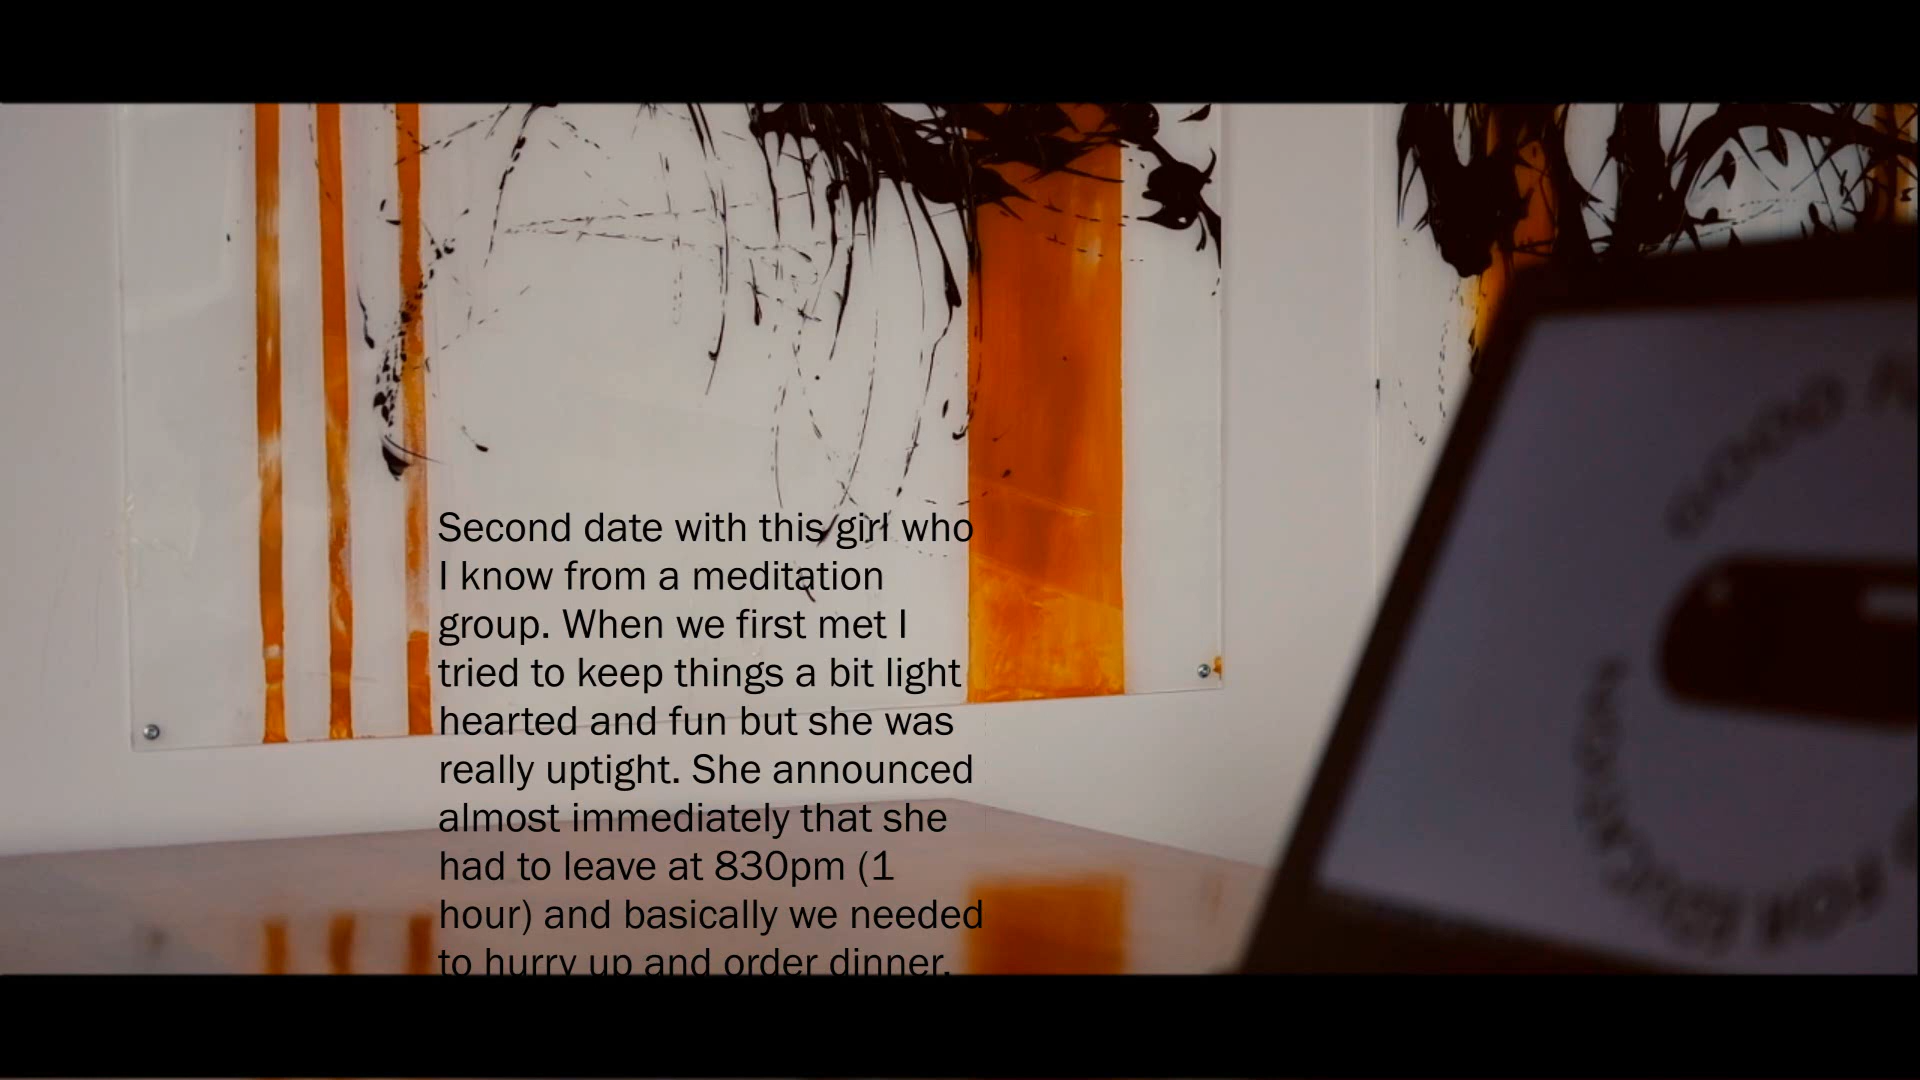 Second date with this girl who
I know from a meditation
group. When we first met I
tried to keep things a bit light
hearted and fun but she was
really uptight. She announced
almost immediately that she
had to leave at 830pm (1
hour) and basically we needed
to hurry up and order dinner.
GOOD
FOR